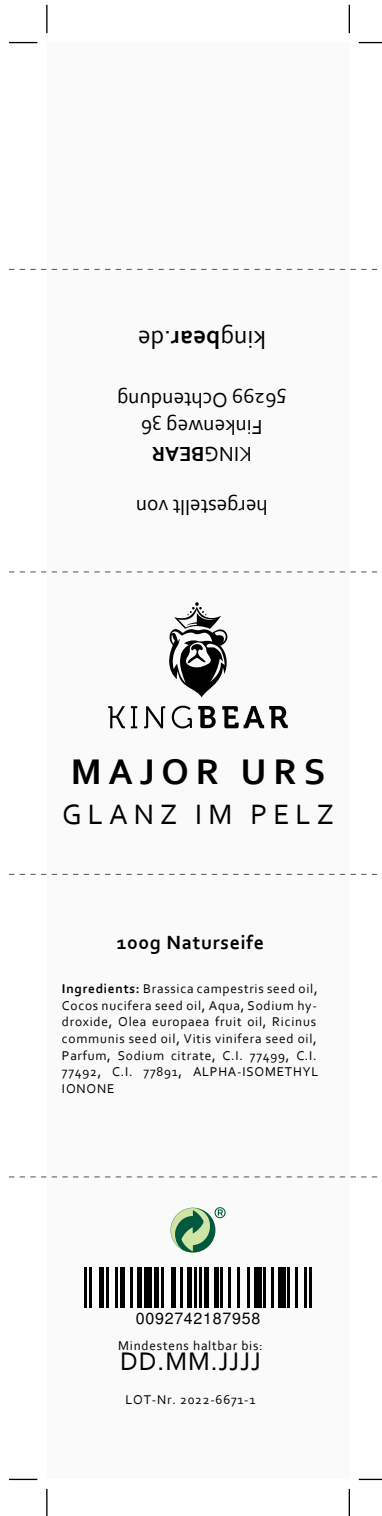 hergestellt von
KINGBEAR
Finkenweg 36
56299 Ochtendung
kingbear.de
KINGBEAR
MAJOR URS
GLANZ IM PELZ
100g Naturseife
Ingredients: Brassica campestris seed oil,
Cocos nucifera seed oil, Aqua, Sodium hy-
droxide, Olea europaea fruit oil, Ricinus
communis seed oil, Vitis vinifera seed oil,
Parfum, Sodium citrate, C.I. 77499, C.I.
77492, C.I. 77891, ALPHA-ISOMETHYL
IONONE
®
0092742187958
Mindestens haltbar bis:
DD.MM.JJJJ
LOT-Nr. 2022-6671-1